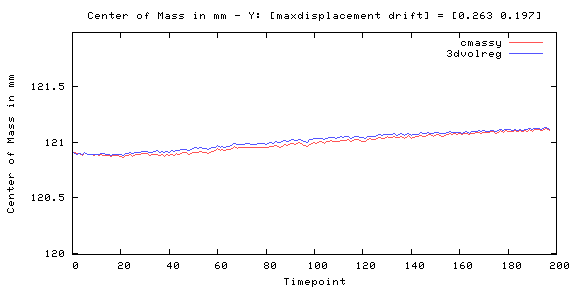 Center of Mass in mm - Y: [maxdisplacement drift] = [0.263 0.197]
cmassy
3dvolreg
Center of Mass in mm
121.5
121
120.5
120
0 20 40 60 80 100 120 140 160 180 200
Timepoint